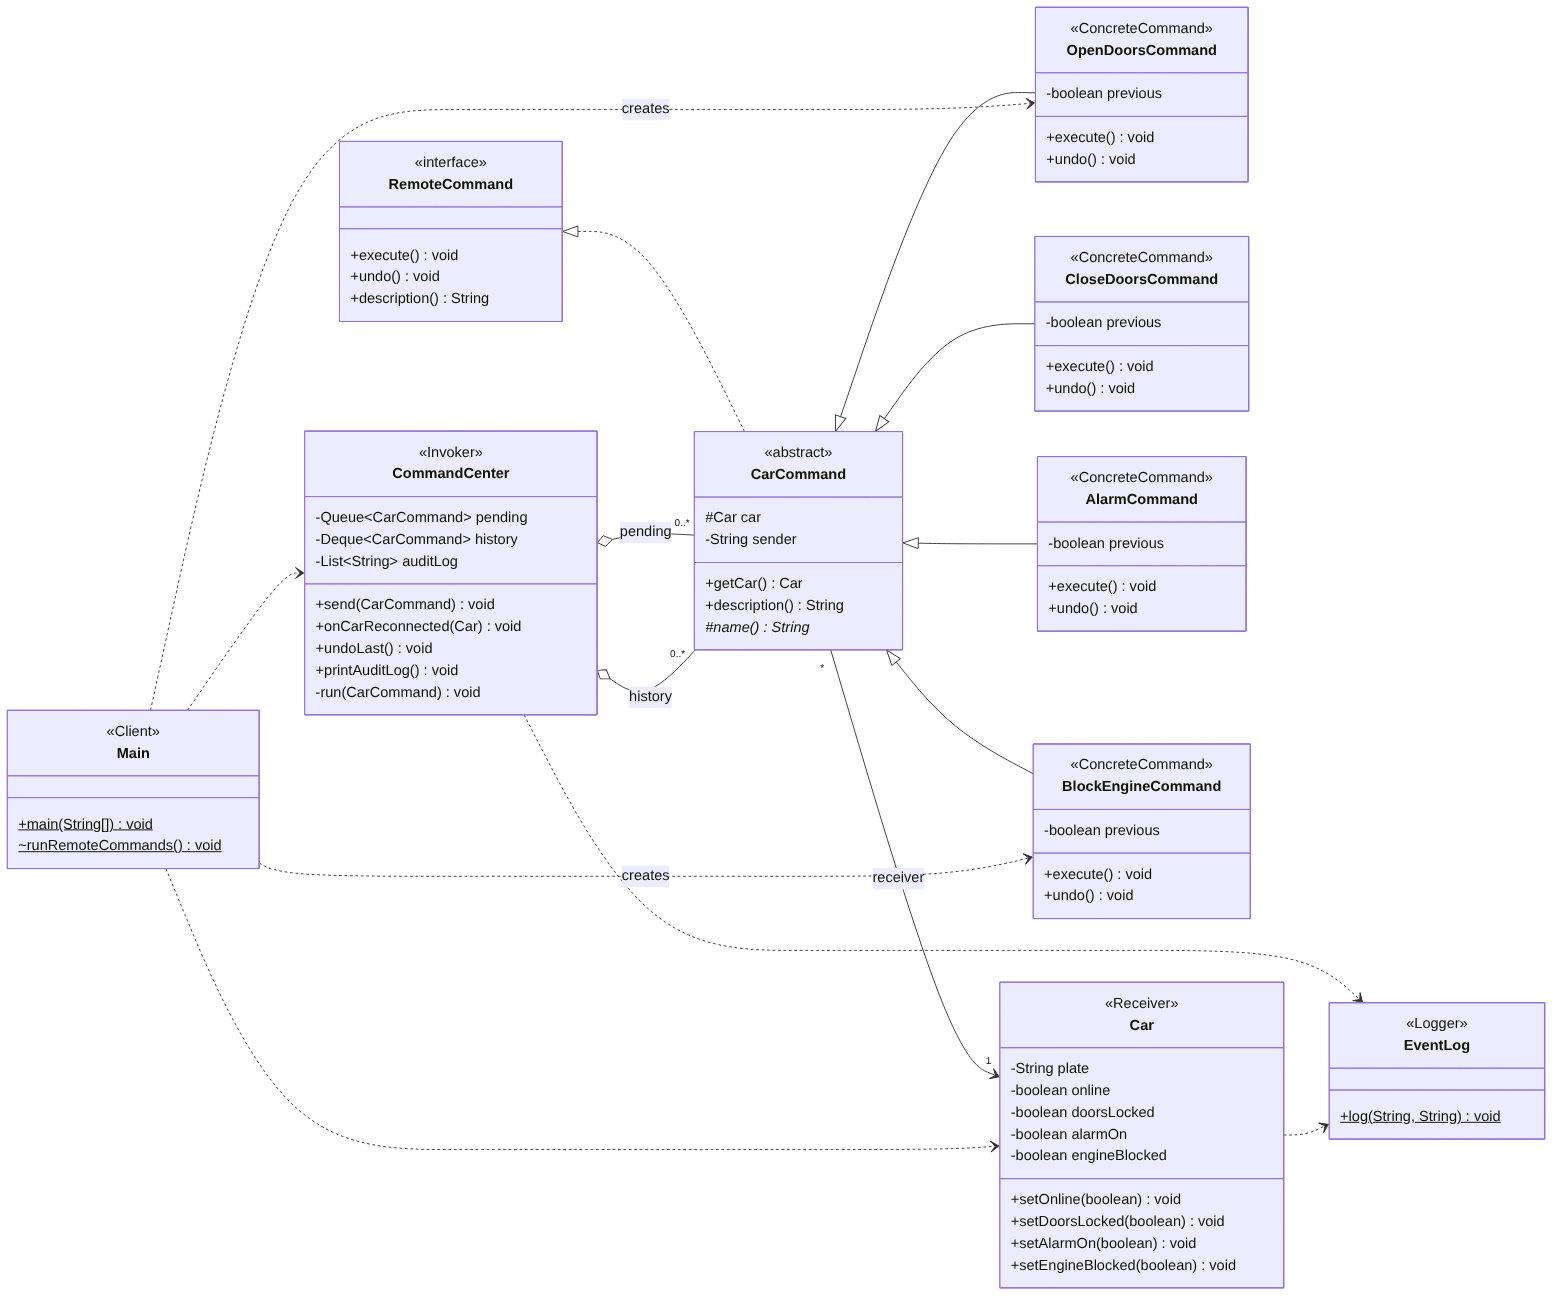 «ConcreteCommand»
OpenDoorsCommand
-boolean previous
+execute() : void
+undo() : void
creates
«interface»
RemoteCommand
+execute() : void
+undo() : void
+description() : String
«ConcreteCommand»
CloseDoorsCommand
-boolean previous
+execute() : void
+undo() : void
«Invoker»
CommandCenter
-Queue<CarCommand> pending
-Deque<CarCommand> history
-List<String> auditLog
+send(CarCommand) : void
+onCarReconnected(Car) : void
+undoLast() : void
+printAuditLog() : void
-run(CarCommand) : void
pending
0..*
0..*
history
«abstract»
CarCommand
#Car car
-String sender
+getCar() : Car
+description() : String
#name() : String
*
«ConcreteCommand»
AlarmCommand
-boolean previous
+execute() : void
+undo() : void
«Client»
Main
+main(String[]) : void
~runRemoteCommands() : void
creates
receiver
«ConcreteCommand»
BlockEngineCommand
-boolean previous
+execute() : void
+undo() : void
1
«Receiver»
Car
-String plate
-boolean online
-boolean doorsLocked
-boolean alarmOn
-boolean engineBlocked
+setOnline(boolean) : void
+setDoorsLocked(boolean) : void
+setAlarmOn(boolean) : void
+setEngineBlocked(boolean) : void
«Logger»
EventLog
+log(String, String) : void